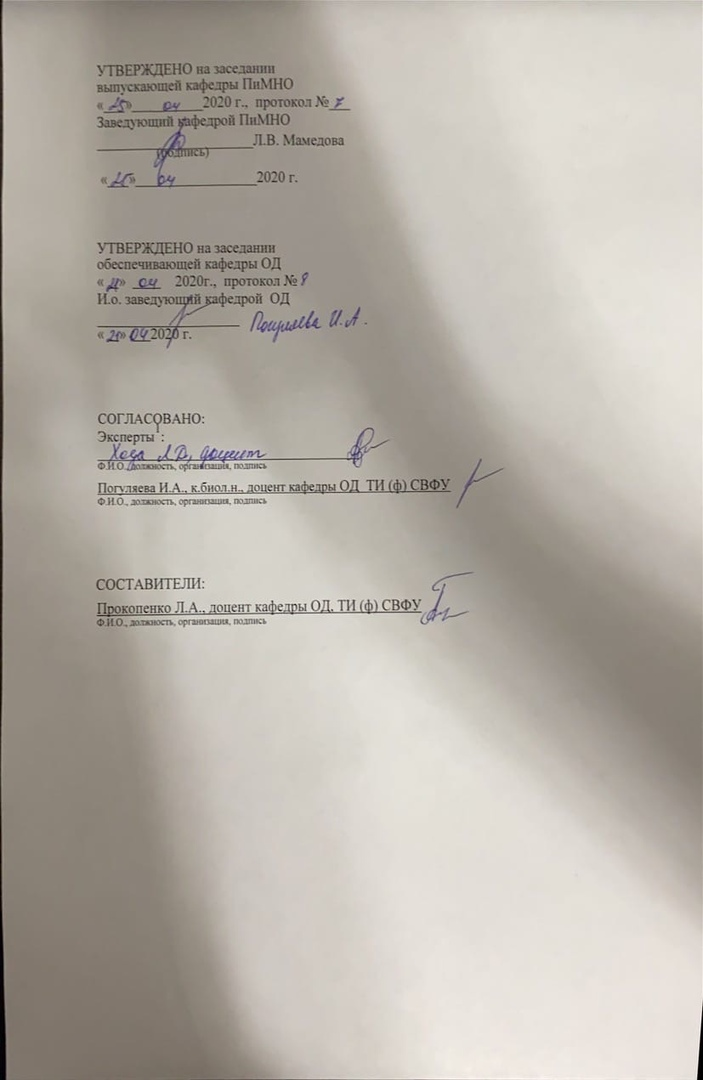 УТВЕРЖДЕНО на заседании
выпускающей кафедры ПиМНО
«25» 04 2020 г., протокол № 7
Заведующий кафедрой ПиМНО
Л.В. Мамедова
(подпись)
«25» 04 2020 г.
УТВЕРЖДЕНО на заседании
обеспечивающей кафедры ОД
« » 04 2020г., протокол № 8
И.о. заведующий кафедрой ОД
Погуляева И.А.
«21» 04 2020 г.
СОГЛАСОВАНО:
Эксперты :
Хода Л.Д., доцент
Ф.И.О., должность, организация, подпись
Погуляева И.А., к.биол.н., доцент кафедры ОД ТИ (ф) СВФУ
Ф.И.О., должность, организация, подпись
СОСТАВИТЕЛИ:
Прокопенко Л.А., доцент кафедры ОД, ТИ (ф) СВФУ
Ф.И.О., должность, организация, подпись